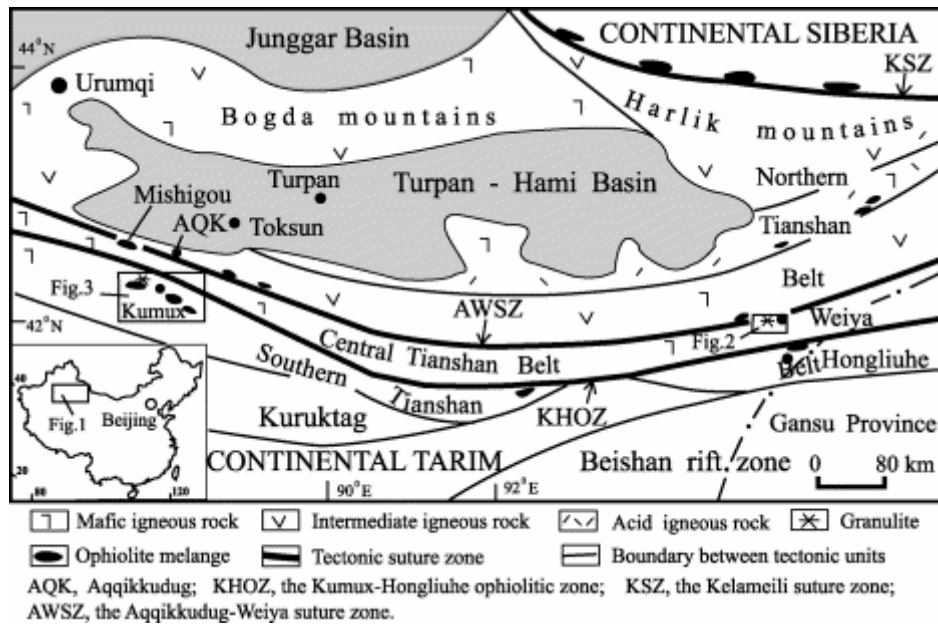 Junggar Basin
CONTINENTAL SIBERIA
44°N
KSZ
Urumqi
Bogda mountains
Harlik mountains
Turpan
Turpan - Hami Basin
Northern
Mishigou
AQK
Toksun
Tianshan
Fig.3
Kumux
Belt
AWSZ
42°N
Fig.2
Weiya
Central Tianshan Belt
Southern
Belt
Hongliuhe
Tianshan
40
Beijing
Fig.1
Kuruktag
KHOZ
Gansu Province
CONTINENTAL TARIM
Beishan rift zone
0 80 km
20
80
120
90°E
92°E
Mafic igneous rock
Intermediate igneous rock
Acid igneous rock
Granulite
Ophiolite melange
Tectonic suture zone
Boundary between tectonic units
AQK, Aqqikkudug; KHOZ, the Kumux-Hongliuhe ophiolitic zone; KSZ, the Kelameili suture zone;
AWSZ, the Aqqikkudug-Weiya suture zone.